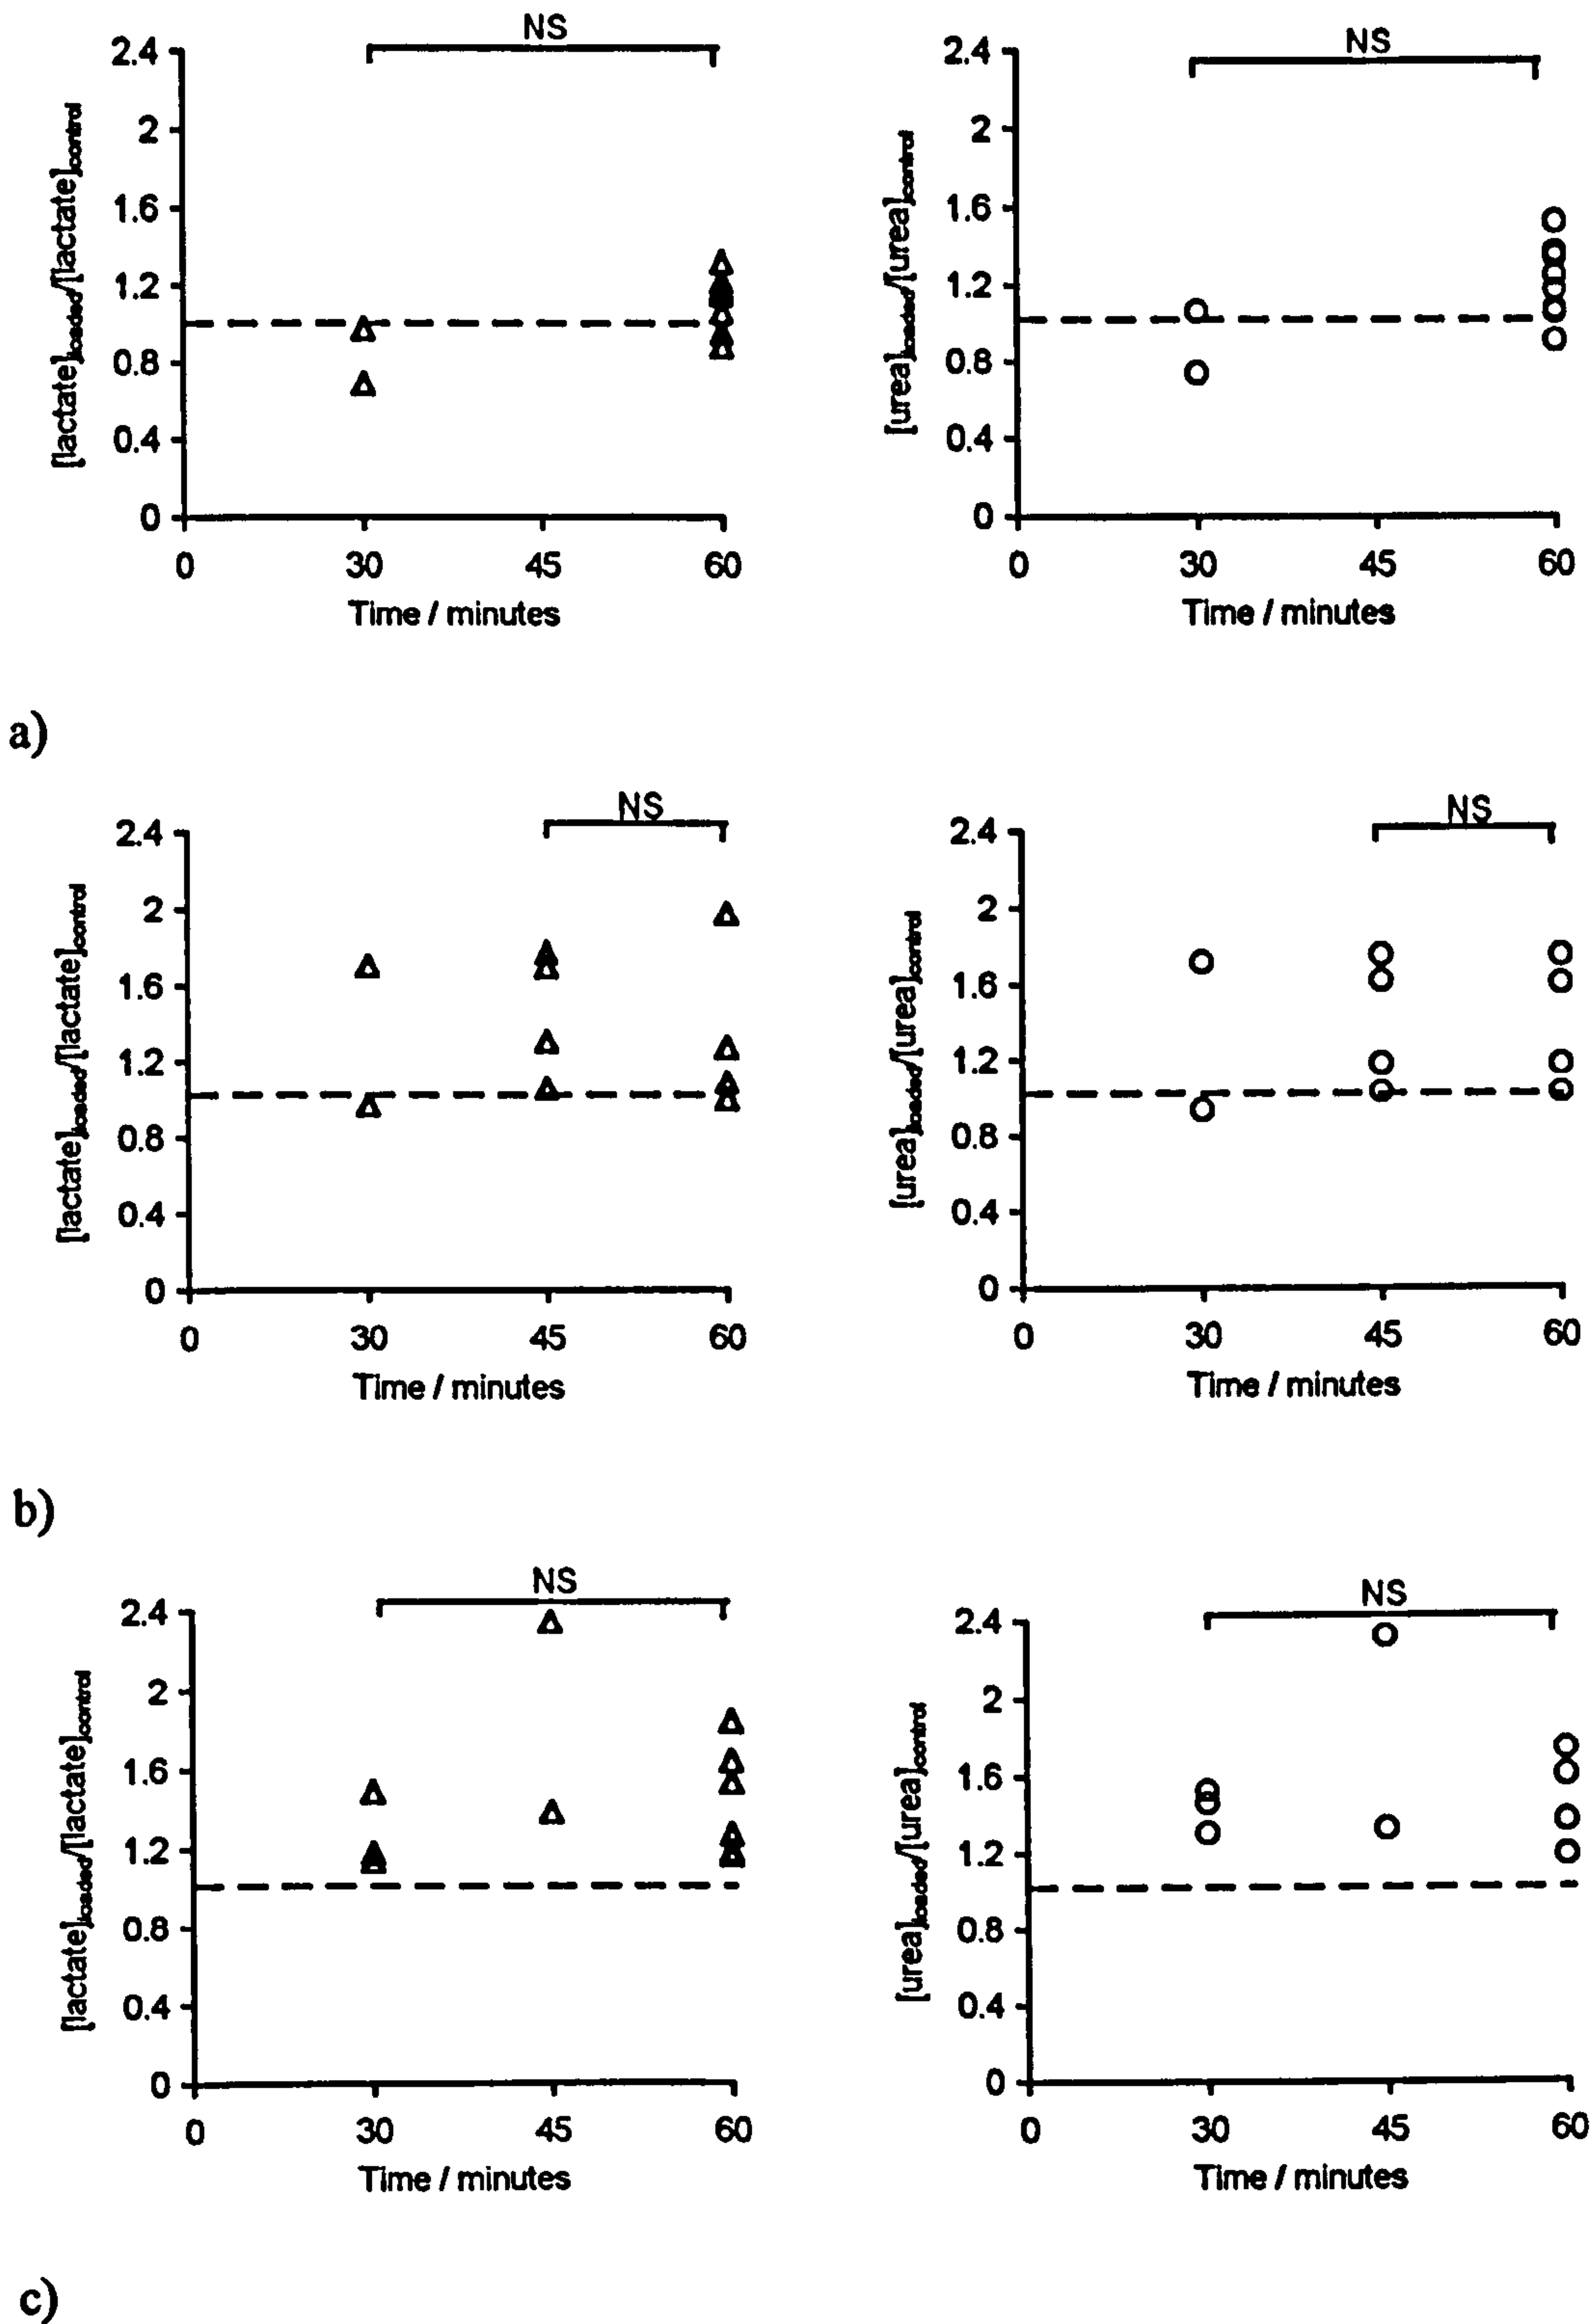 NS
2.4
2
1.6
1.2
0.8
0.4
0
[lactate]loaded/[lactate]control
0 30 45 60
Time / minutes
NS
2.4
2
1.6
1.2
0.8
0.4
0
[urea]loaded/[urea]control
0 30 45 60
Time / minutes
a)
NS
2.4
2
1.6
1.2
0.8
0.4
0
[lactate]loaded/[lactate]control
0 30 45 60
Time / minutes
NS
2.4
2
1.6
1.2
0.8
0.4
0
[urea]loaded/[urea]control
0 30 45 60
Time / minutes
b)
NS
2.4
2
1.6
1.2
0.8
0.4
0
[lactate]loaded/[lactate]control
0 30 45 60
Time / minutes
NS
2.4
2
1.6
1.2
0.8
0.4
0
[urea]loaded/[urea]control
0 30 45 60
Time / minutes
c)